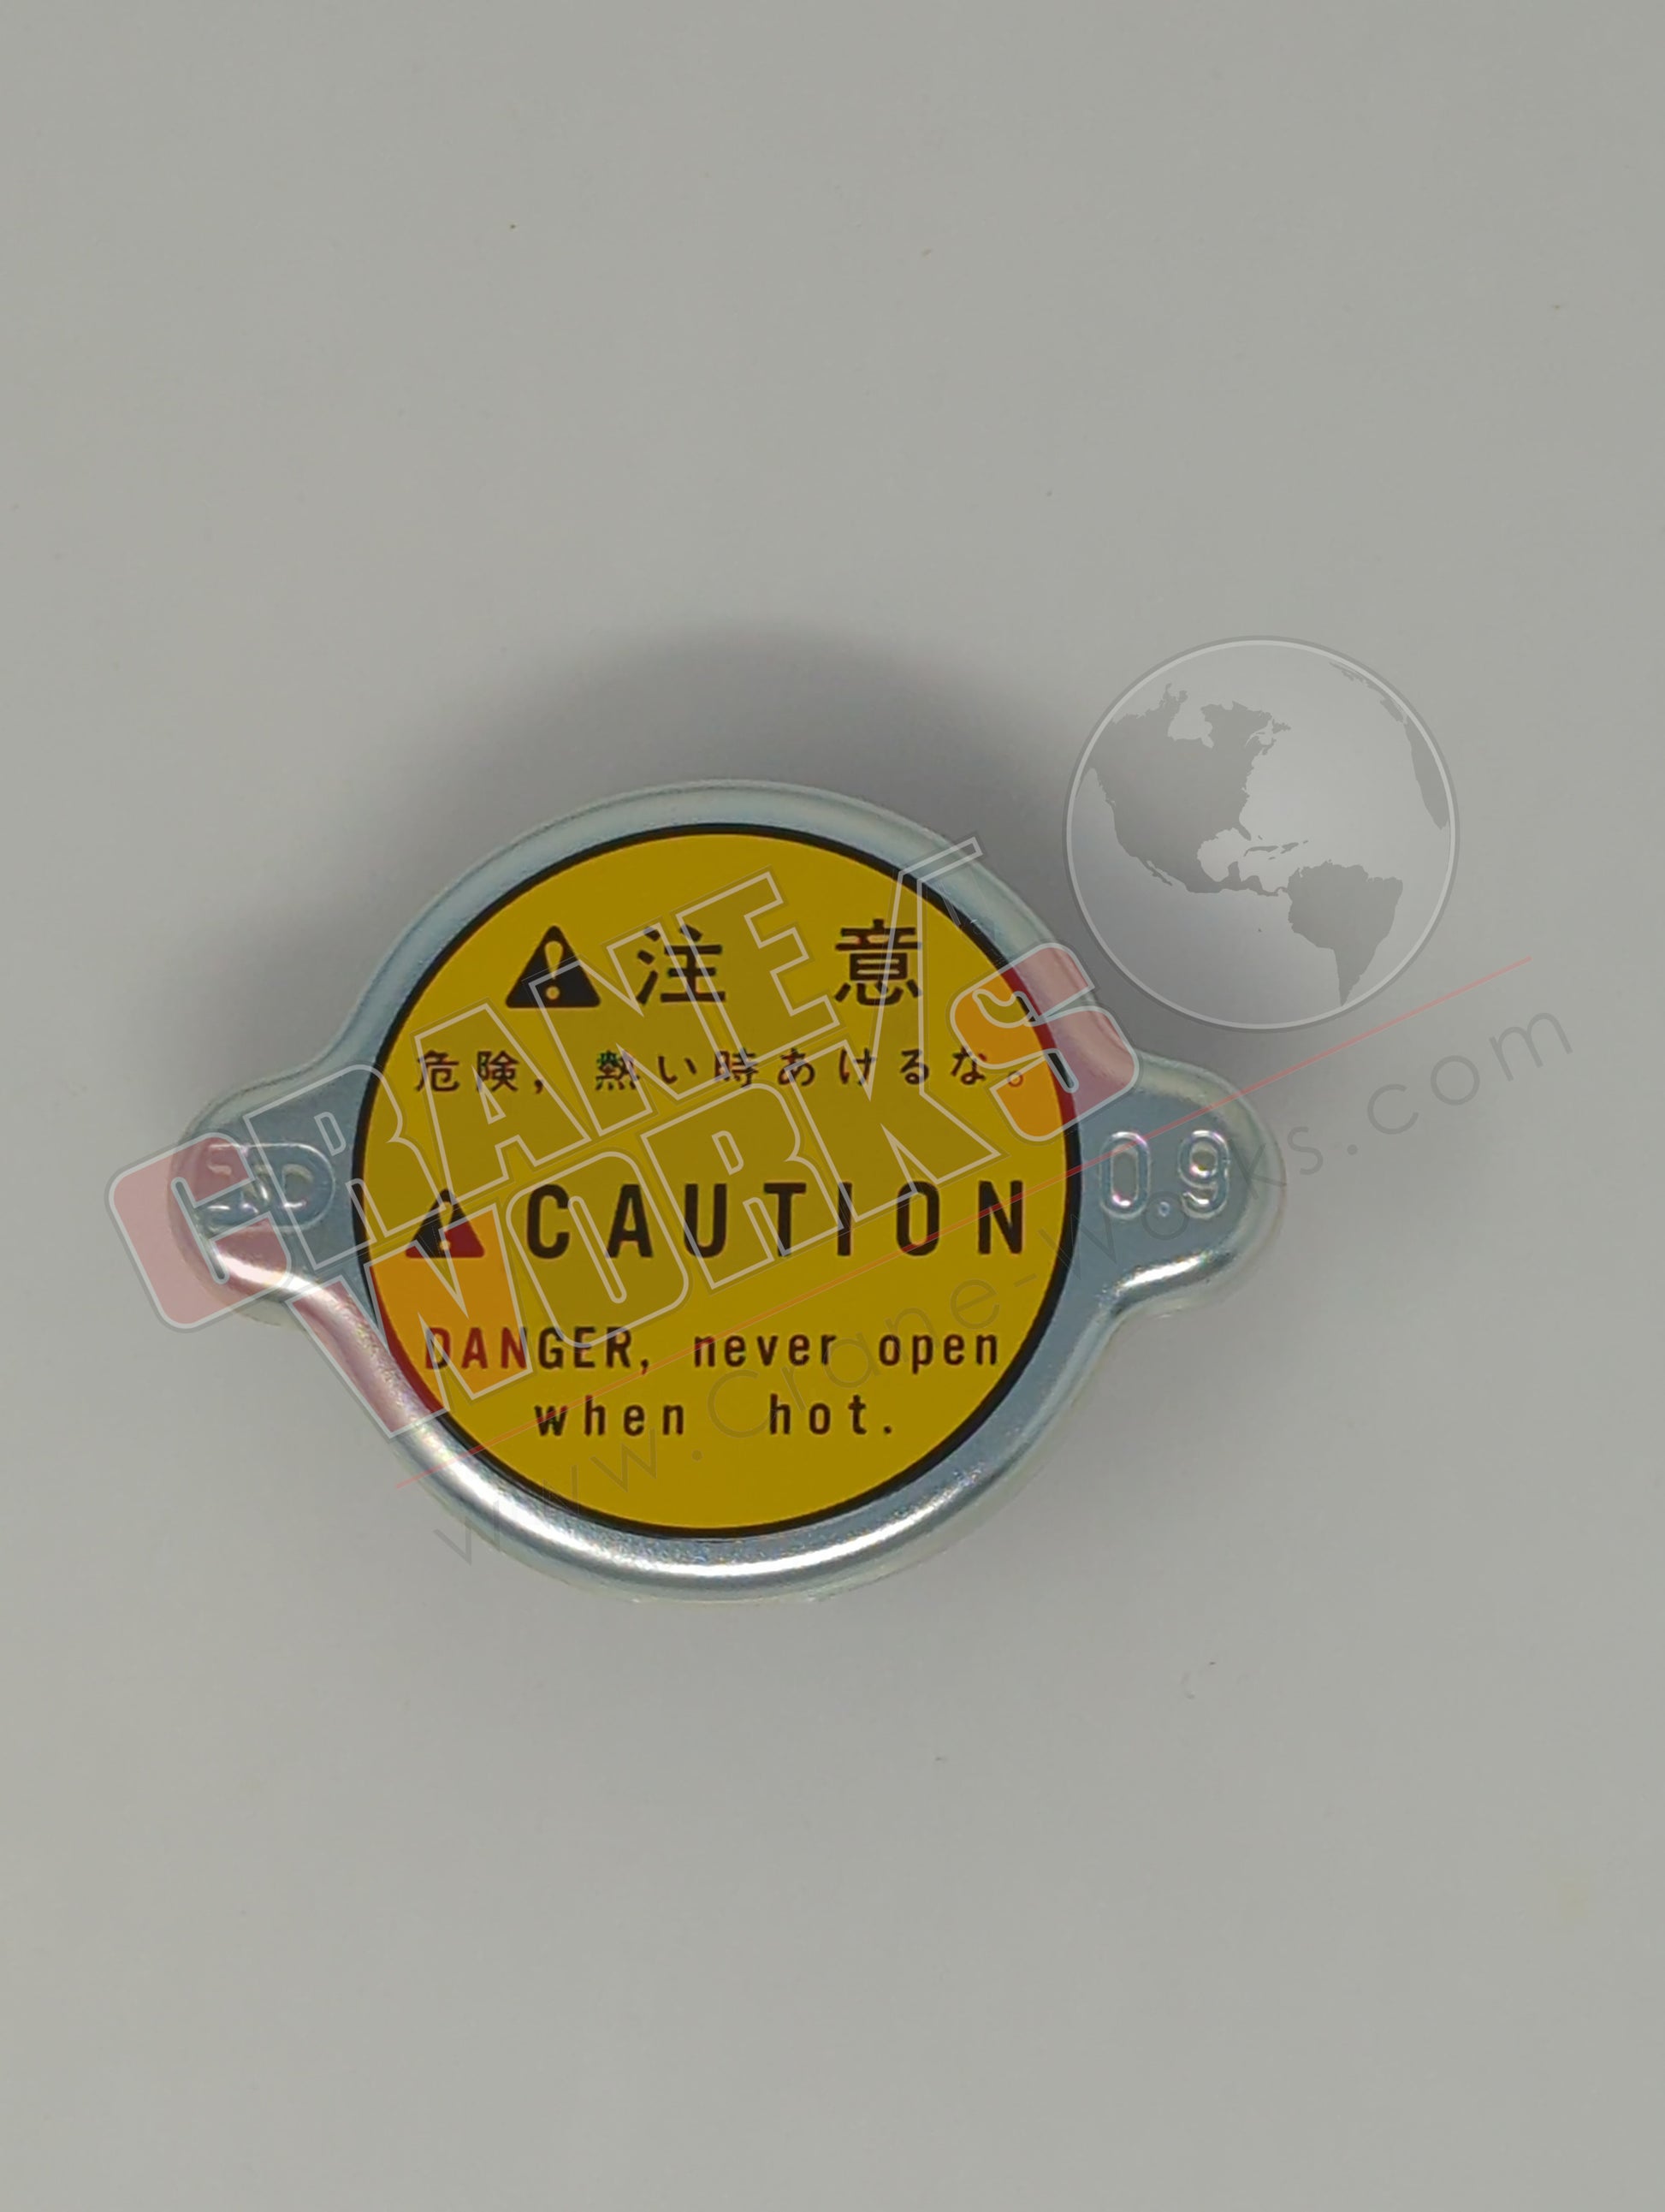 注 意
危険，熱い時あけるな。
CAUTION
DANGER, never open
when hot.
0.9
CRANE
WORKS
www.Crane-Works.com